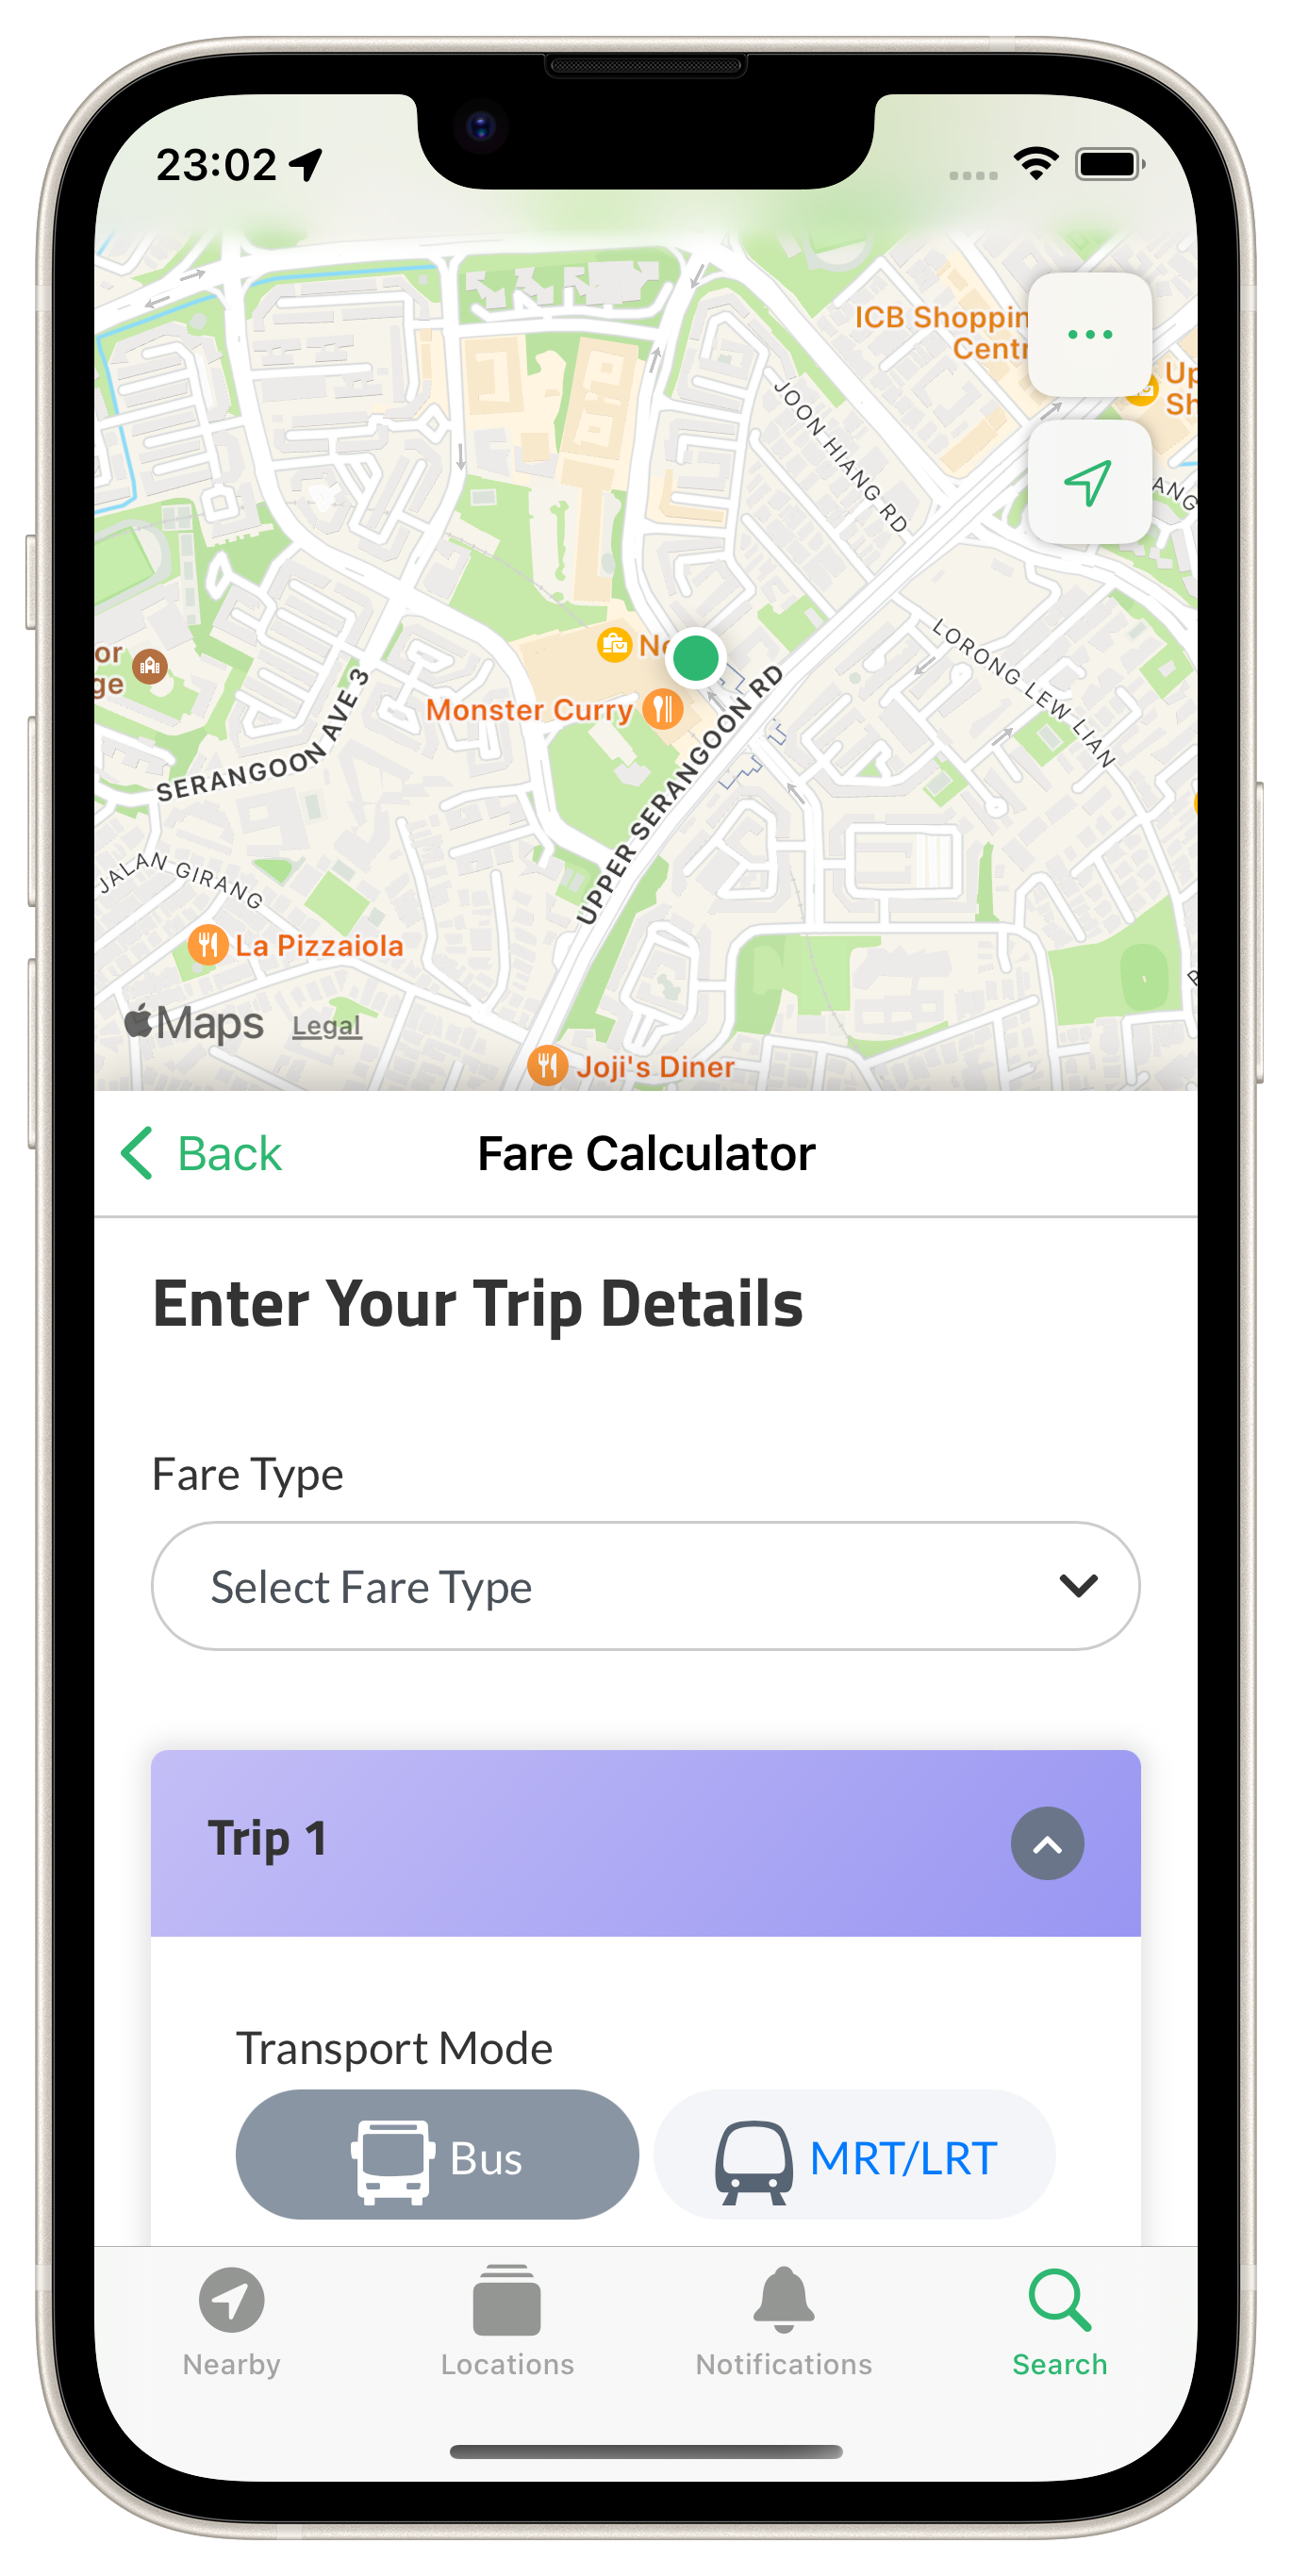 23:02
ICB Shoppin
Centr
Up
Sh
JOON HIANG RD
ANG
LORONG LEW LIAN
or
ge
Ne
Monster Curry
SERANGOON AVE 3
UPPER SERANGOON RD
JALAN GIRANG
La Pizzaiola
Maps Legal
Joji's Diner
Back Fare Calculator
Enter Your Trip Details
Fare Type
Select Fare Type
Trip 1
Transport Mode
Bus MRT/LRT
Nearby Locations Notifications Search